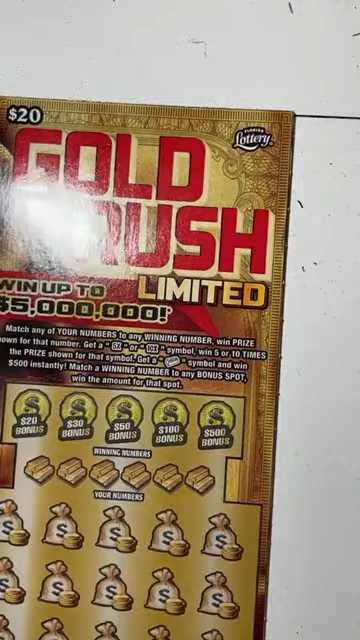 $20
FLORIDA
Lottery
GOLD
RUSH
LIMITED
WIN UP TO
$5,000,000!*
Match any of YOUR NUMBERS to any WINNING NUMBER, win PRIZE
own for that number. Get a "5X" or "10X" symbol, win 5 or 10 TIMES
the PRIZE shown for that symbol. Get a " " symbol and win
$500 instantly! Match a WINNING NUMBER to any BONUS SPOT,
win the amount for that spot.
$20 BONUS $30 BONUS $50 BONUS $100 BONUS $500 BONUS
WINNING NUMBERS
YOUR NUMBERS